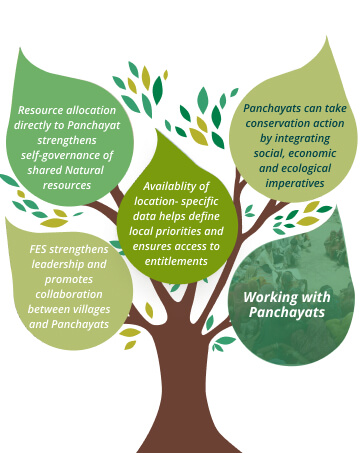 Resource allocation
directly to Panchayat
strengthens
self-governance of
shared Natural
resources
Panchayats can take
conservation action
by integrating
social, economic
and ecological
imperatives
Availablity of
location- specific
data helps define
local priorities and
ensures access to
entitlements
FES strengthens
leadership and
promotes
collaboration
between villages
and Panchayats
Working with
Panchayats